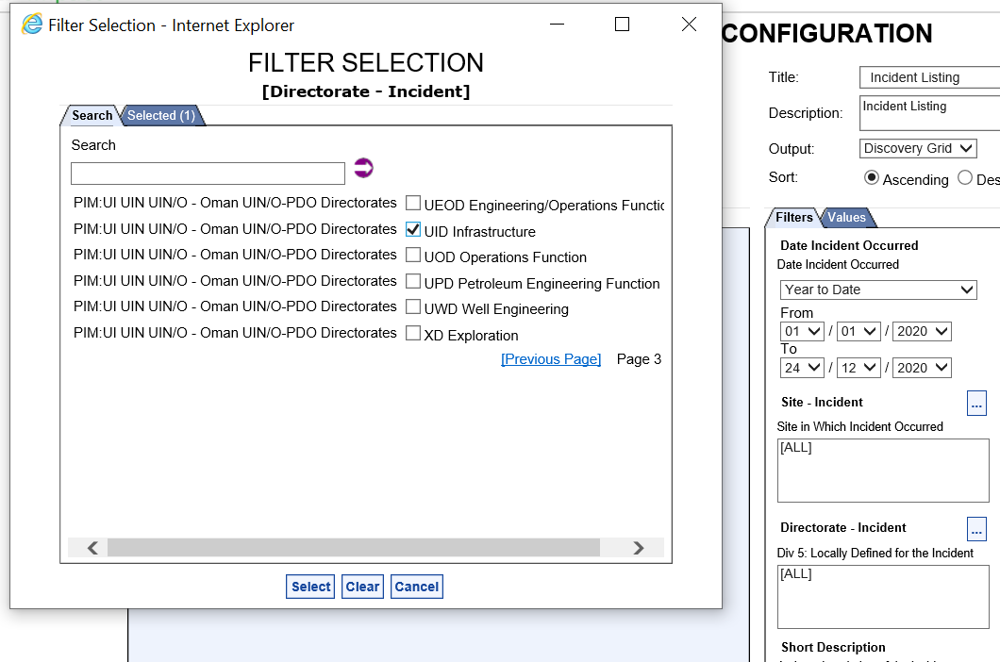 Filter Selection - Internet Explorer
FILTER SELECTION
[Directorate - Incident]
Search
Selected (1)
Search
PIM:UI UIN UIN/O - Oman UIN/O-PDO Directorates UEOD Engineering/Operations Functio
PIM:UI UIN UIN/O - Oman UIN/O-PDO Directorates UID Infrastructure
PIM:UI UIN UIN/O - Oman UIN/O-PDO Directorates UOD Operations Function
PIM:UI UIN UIN/O - Oman UIN/O-PDO Directorates UPD Petroleum Engineering Function
PIM:UI UIN UIN/O - Oman UIN/O-PDO Directorates UWD Well Engineering
PIM:UI UIN UIN/O - Oman UIN/O-PDO Directorates XD Exploration
[Previous Page] Page 3
Select Clear Cancel
CONFIGURATION
Title: Incident Listing
Description: Incident Listing
Output: Discovery Grid
Sort: Ascending Des
Filters Values
Date Incident Occurred
Date Incident Occurred
Year to Date
From
01 / 01 / 2020
To
24 / 12 / 2020
Site - Incident ...
Site in Which Incident Occurred
[ALL]
Directorate - Incident ...
Div 5: Locally Defined for the Incident
[ALL]
Short Description